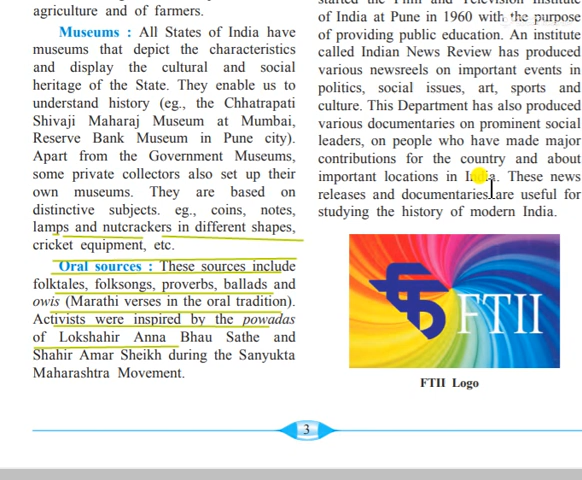 agriculture and of farmers.
Museums : All States of India have
museums that depict the characteristics
and display the cultural and social
heritage of the State. They enable us to
understand history (eg., the Chhatrapati
Shivaji Maharaj Museum at Mumbai,
Reserve Bank Museum in Pune city).
Apart from the Government Museums,
some private collectors also set up their
own museums. They are based on
distinctive subjects. eg., coins, notes,
lamps and nutcrackers in different shapes,
cricket equipment, etc.
Oral sources : These sources include
folktales, folksongs, proverbs, ballads and
owis (Marathi verses in the oral tradition).
Activists were inspired by the powadas
of Lokshahir Anna Bhau Sathe and
Shahir Amar Sheikh during the Sanyukta
Maharashtra Movement.
started the Film and Television Institute
of India at Pune in 1960 with the purpose
of providing public education. An institute
called Indian News Review has produced
various newsreels on important events in
politics, social issues, art, sports and
culture. This Department has also produced
various documentaries on prominent social
leaders, on people who have made major
contributions for the country and about
important locations in India. These news
releases and documentaries are useful for
studying the history of modern India.
FTII
FTII Logo
3